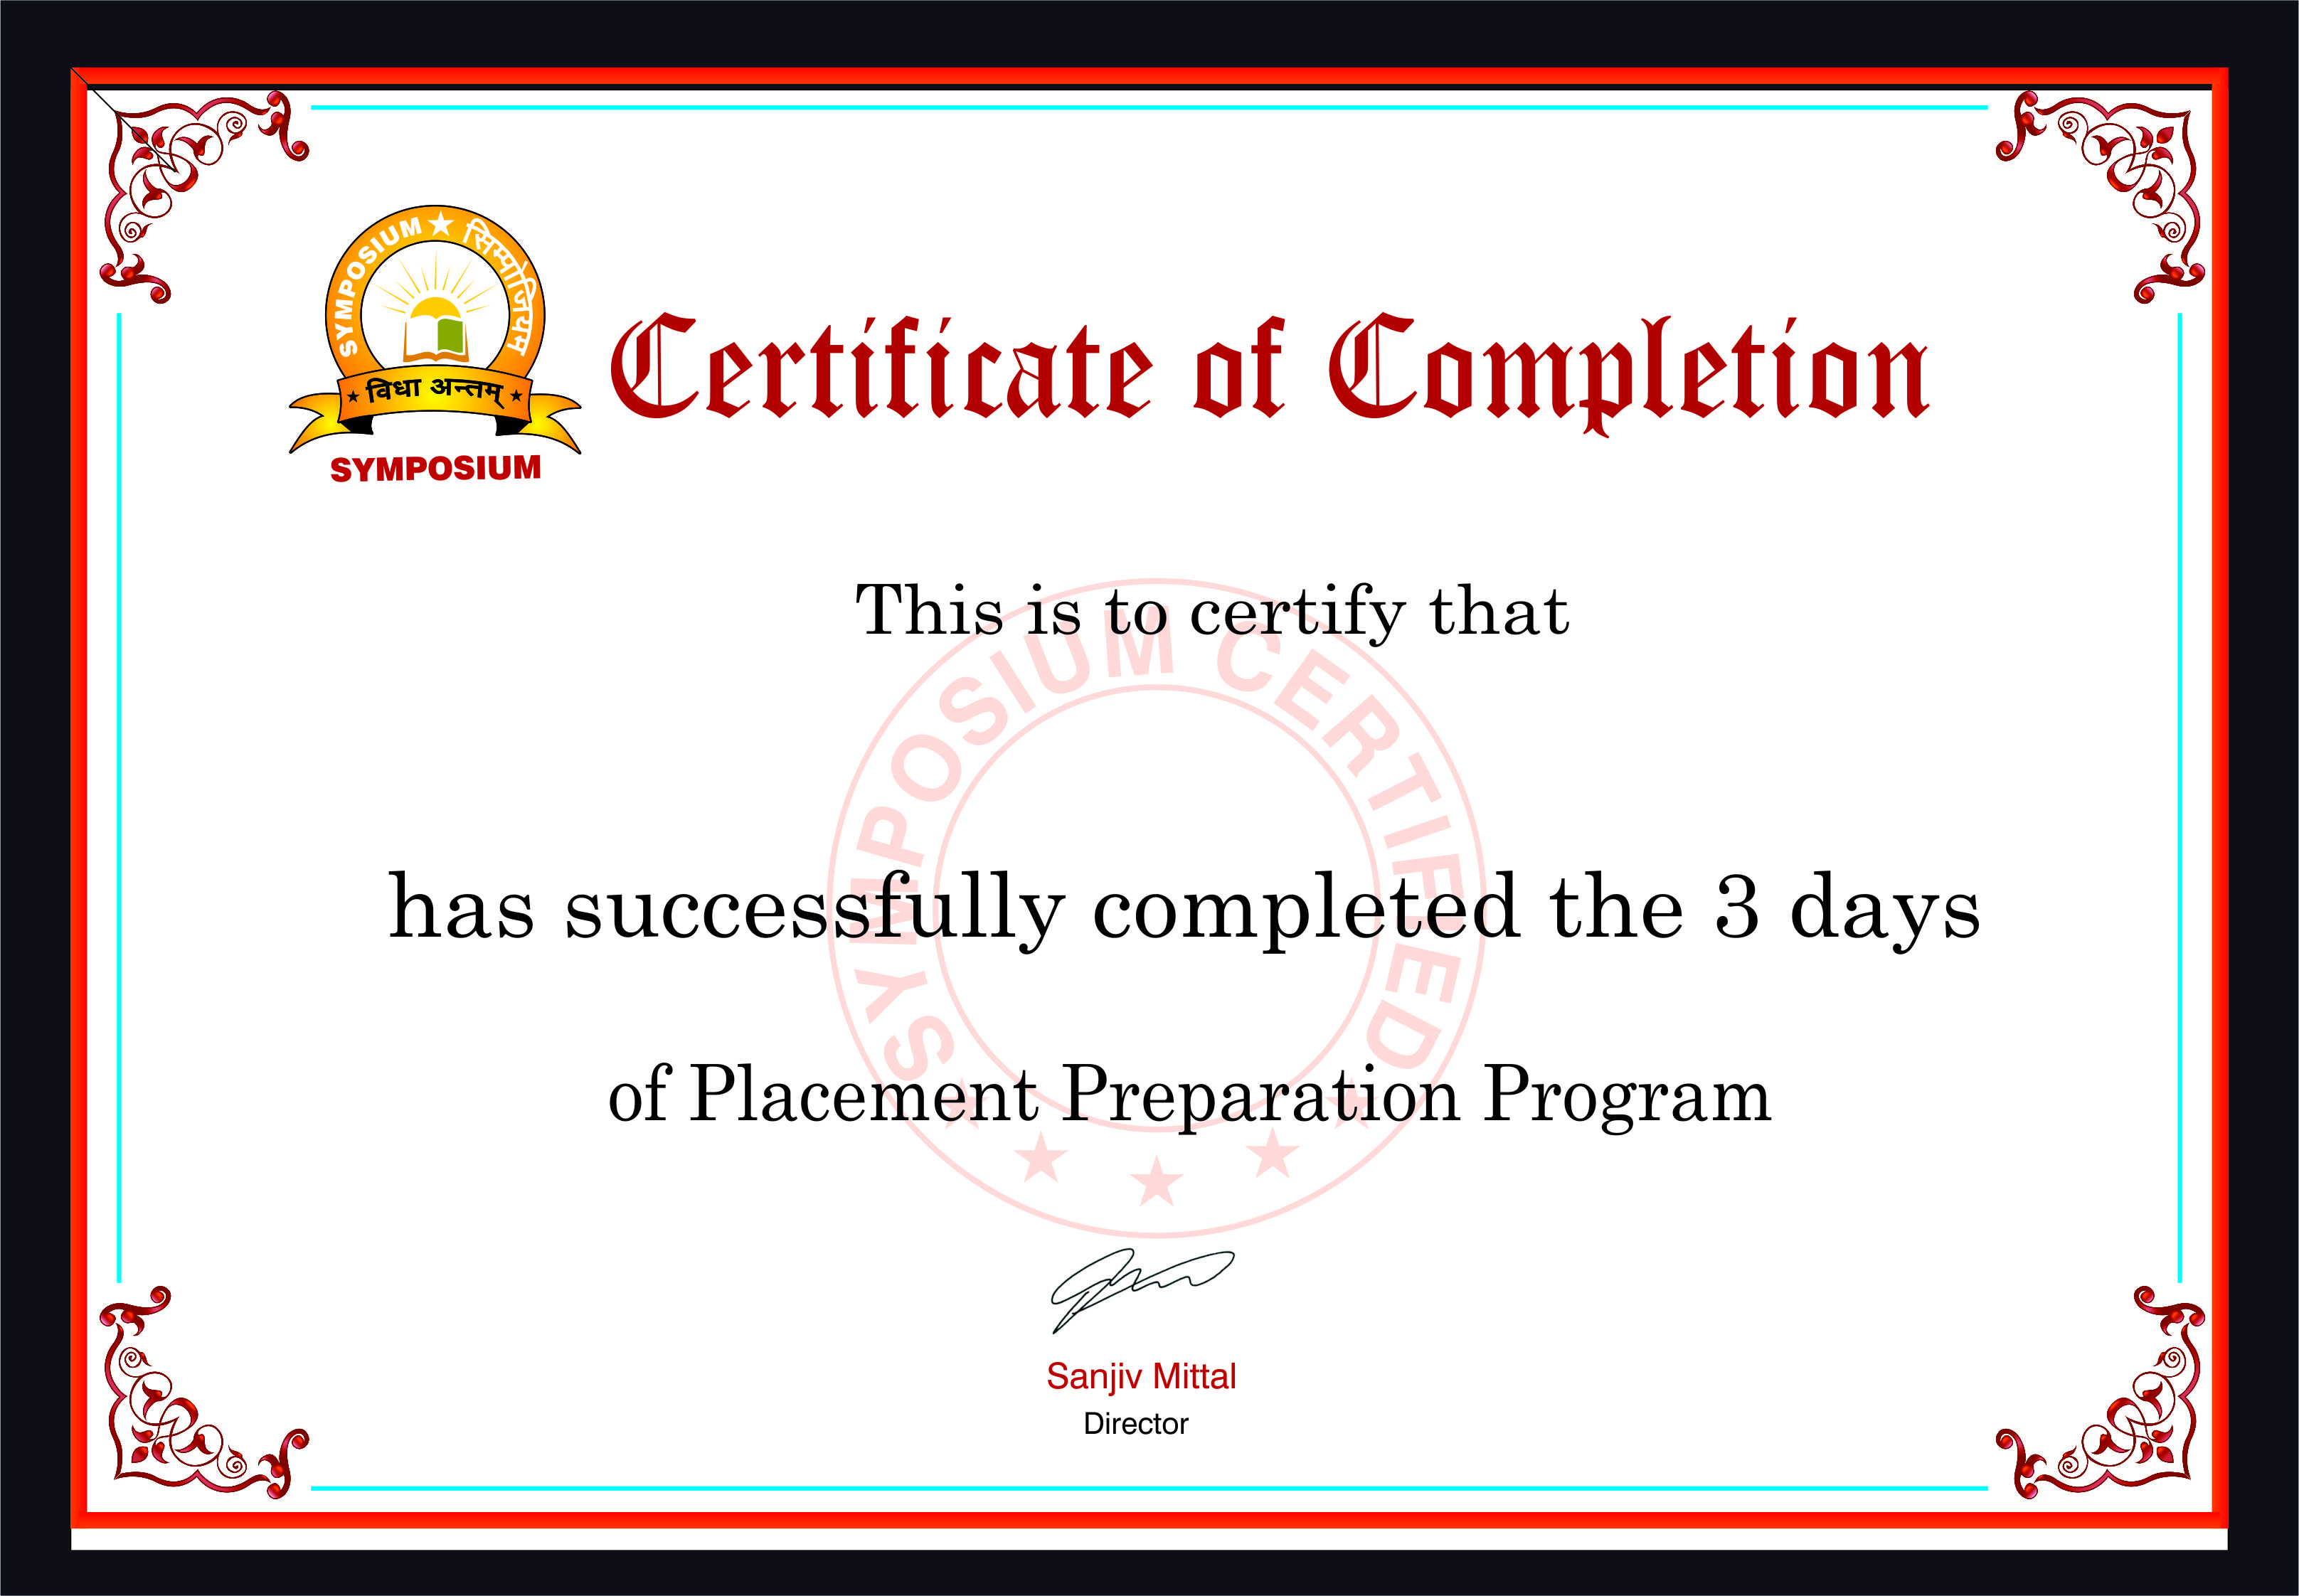 SYMPOSIUM ★ सिम्पोजियम
★ विधा अन्तम् ★
SYMPOSIUM
Certificate of Completion
This is to certify that
SYMPOSIUM CERTIFIED
has successfully completed the 3 days
of Placement Preparation Program
Sanjiv Mittal
Director